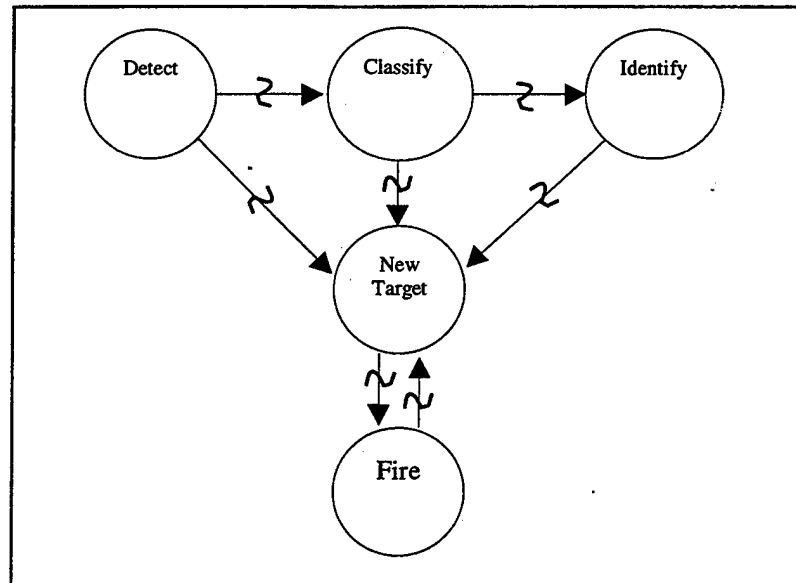 Detect
Classify
Identify
New
Target
Fire